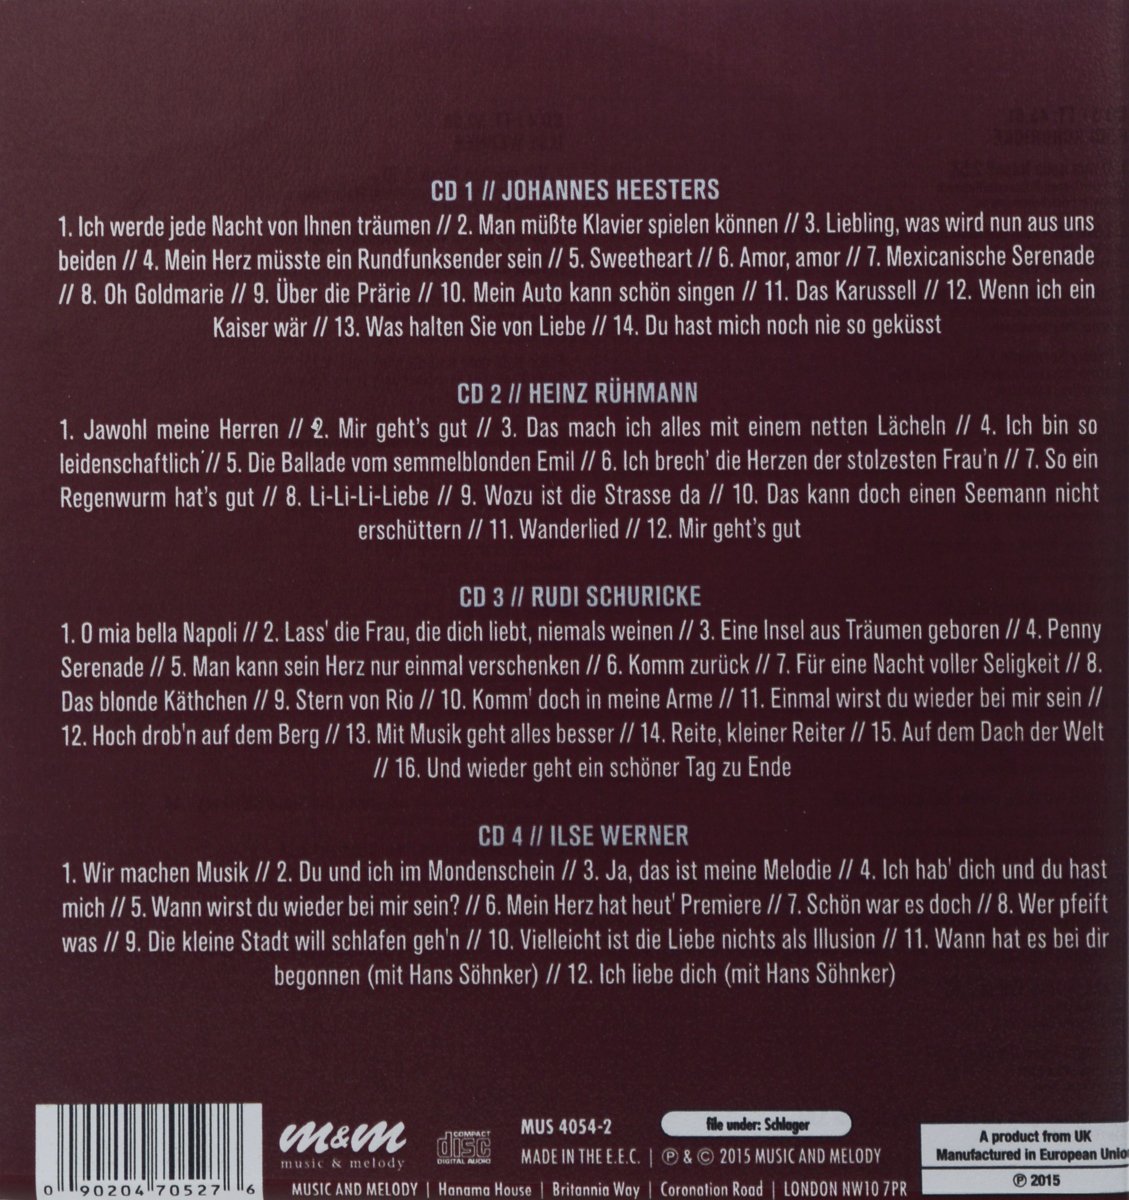 CD 1 // JOHANNES HEESTERS
1. Ich werde jede Nacht von Ihnen träumen // 2. Man müßte Klavier spielen können // 3. Liebling, was wird nun aus uns
beiden // 4. Mein Herz müsste ein Rundfunksender sein // 5. Sweetheart // 6. Amor, amor // 7. Mexicanische Serenade
// 8. Oh Goldmarie // 9. Über die Prärie // 10. Mein Auto kann schön singen // 11. Das Karussell // 12. Wenn ich ein
Kaiser wär // 13. Was halten Sie von Liebe // 14. Du hast mich noch nie so geküsst
CD 2 // HEINZ RÜHMANN
1. Jawohl meine Herren // 2. Mir geht's gut // 3. Das mach ich alles mit einem netten Lächeln // 4. Ich bin so
leidenschaftlich // 5. Die Ballade vom semmelblonden Emil // 6. Ich brech' die Herzen der stolzesten Frau'n // 7. So ein
Regenwurm hat's gut // 8. Li-Li-Li-Liebe // 9. Wozu ist die Strasse da // 10. Das kann doch einen Seemann nicht
erschüttern // 11. Wanderlied // 12. Mir geht's gut
CD 3 // RUDI SCHURICKE
1. O mia bella Napoli // 2. Lass' die Frau, die dich liebt, niemals weinen // 3. Eine Insel aus Träumen geboren // 4. Penny
Serenade // 5. Man kann sein Herz nur einmal verschenken // 6. Komm zurück // 7. Für eine Nacht voller Seligkeit // 8.
Das blonde Käthchen // 9. Stern von Rio // 10. Komm' doch in meine Arme // 11. Einmal wirst du wieder bei mir sein //
12. Hoch drob'n auf dem Berg // 13. Mit Musik geht alles besser // 14. Reite, kleiner Reiter // 15. Auf dem Dach der Welt
// 16. Und wieder geht ein schöner Tag zu Ende
CD 4 // ILSE WERNER
1. Wir machen Musik // 2. Du und ich im Mondenschein // 3. Ja, das ist meine Melodie // 4. Ich hab' dich und du hast
mich // 5. Wann wirst du wieder bei mir sein? // 6. Mein Herz hat heut' Premiere // 7. Schön war es doch // 8. Wer pfeift
was // 9. Die kleine Stadt will schlafen geh'n // 10. Vielleicht ist die Liebe nichts als Illusion // 11. Wann hat es bei dir
begonnen (mit Hans Söhnker) // 12. Ich liebe dich (mit Hans Söhnker)
0 90204 70527 6
m&m
music & melody
COMPACT
disc
DIGITAL AUDIO
MUS 4054-2
file under: Schlager
MADE IN THE E.E.C. | ℗ & © 2015 MUSIC AND MELODY
MUSIC AND MELODY | Hanama House | Britannia Way | Coronation Road | LONDON NW10 7PR
A product from UK
Manufactured in European Unio
℗ 2015